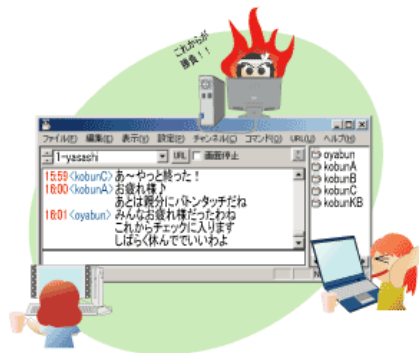 これからが
勝負！！
ファイル(F) 編集(E) 表示(V) 設定(P) チャンネル(C) コマンド(O) URL(U) ヘルプ(H)
1-yasashi URL 画面停止
15:59 <kobunC> あ～やっと終った！
16:00 <kobunA> お疲れ様♪
あとは親分にバトンタッチだね
16:01 <oyabun> みんなお疲れ様だったわね
これからチェックに入ります
しばらく休んでていいわよ
oyabun
kobunA
kobunB
kobunC
kobunKB